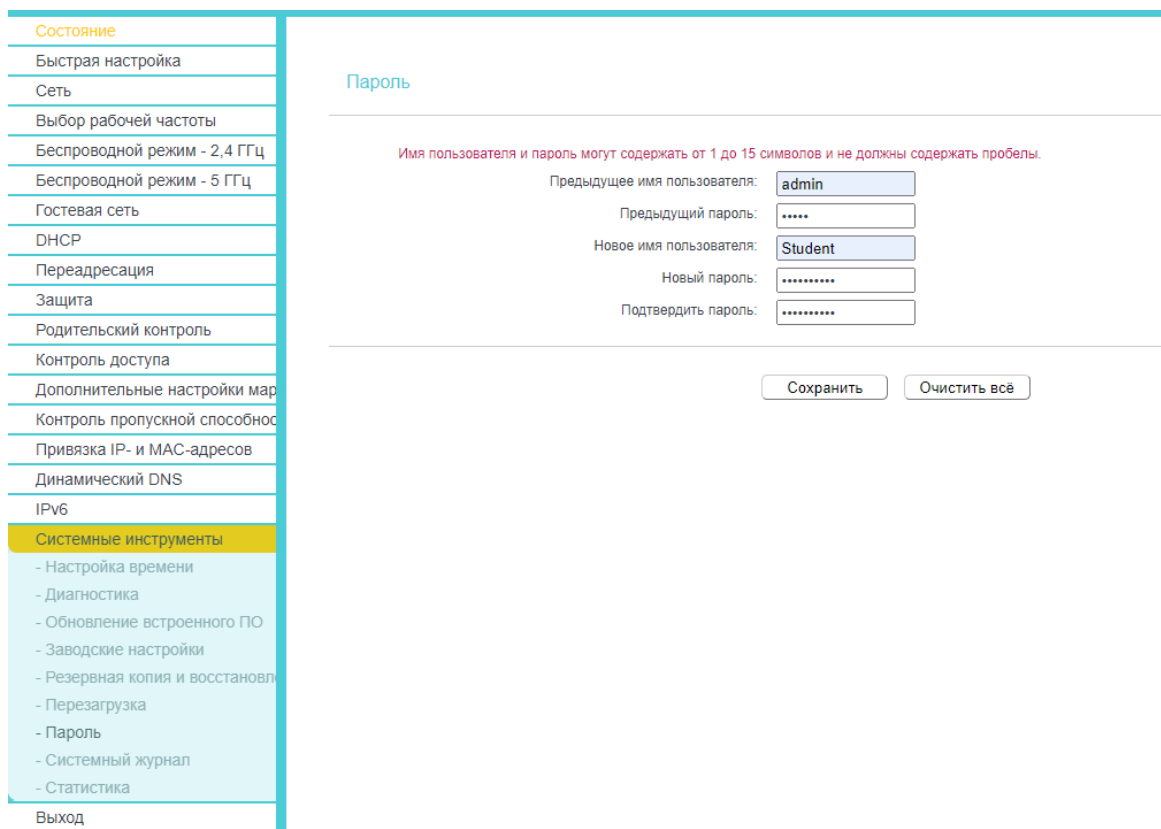 Состояние
Быстрая настройка
Сеть
Выбор рабочей частоты
Беспроводной режим - 2,4 ГГц
Беспроводной режим - 5 ГГц
Гостевая сеть
DHCP
Переадресация
Защита
Родительский контроль
Контроль доступа
Дополнительные настройки мар
Контроль пропускной способнос
Привязка IP- и MAC-адресов
Динамический DNS
IPv6
Системные инструменты
- Настройка времени
- Диагностика
- Обновление встроенного ПО
- Заводские настройки
- Резервная копия и восстановле
- Перезагрузка
- Пароль
- Системный журнал
- Статистика
Выход
Пароль
Имя пользователя и пароль могут содержать от 1 до 15 символов и не должны содержать пробелы.
Предыдущее имя пользователя: admin
Предыдущий пароль: •••••
Новое имя пользователя: Student
Новый пароль: ••••••••••
Подтвердить пароль: ••••••••••
Сохранить Очистить всё